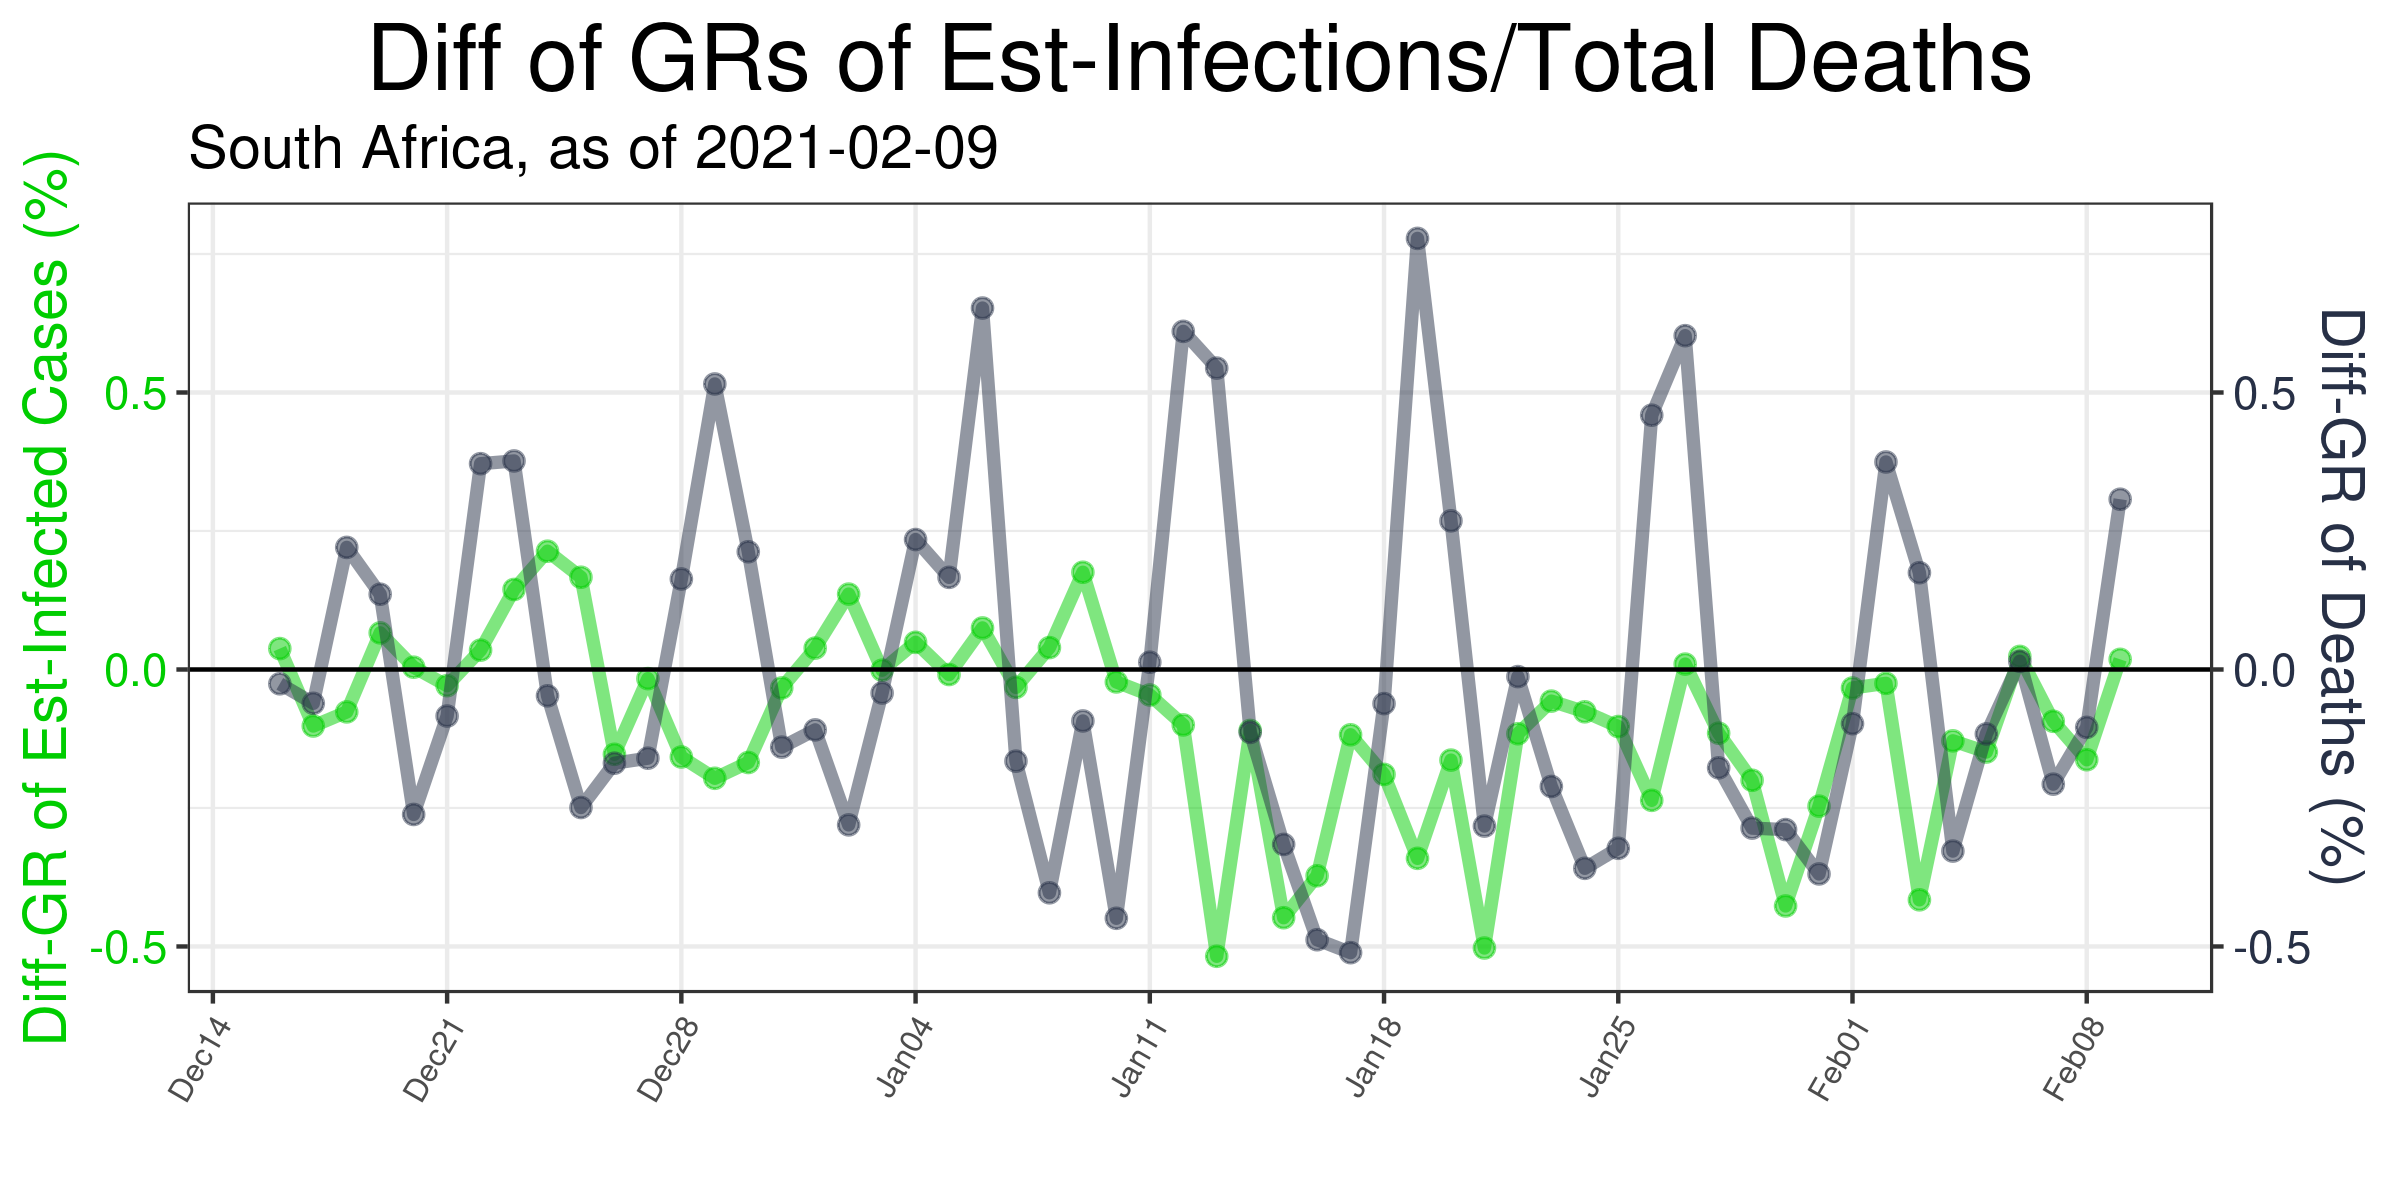 Diff of GRs of Est-Infections/Total Deaths
South Africa, as of 2021-02-09
Diff-GR of Est-Infected Cases (%)
0.5
0.0
-0.5
0.5
0.0
-0.5
Diff-GR of Deaths (%)
Dec14
Dec21
Dec28
Jan04
Jan11
Jan18
Jan25
Feb01
Feb08